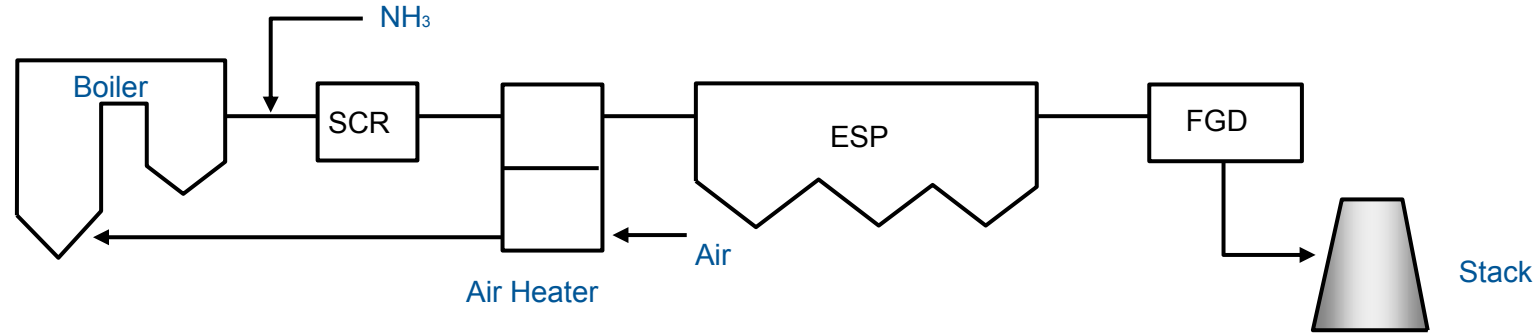 NH₃
Boiler
SCR
ESP
FGD
Air
Air Heater
Stack